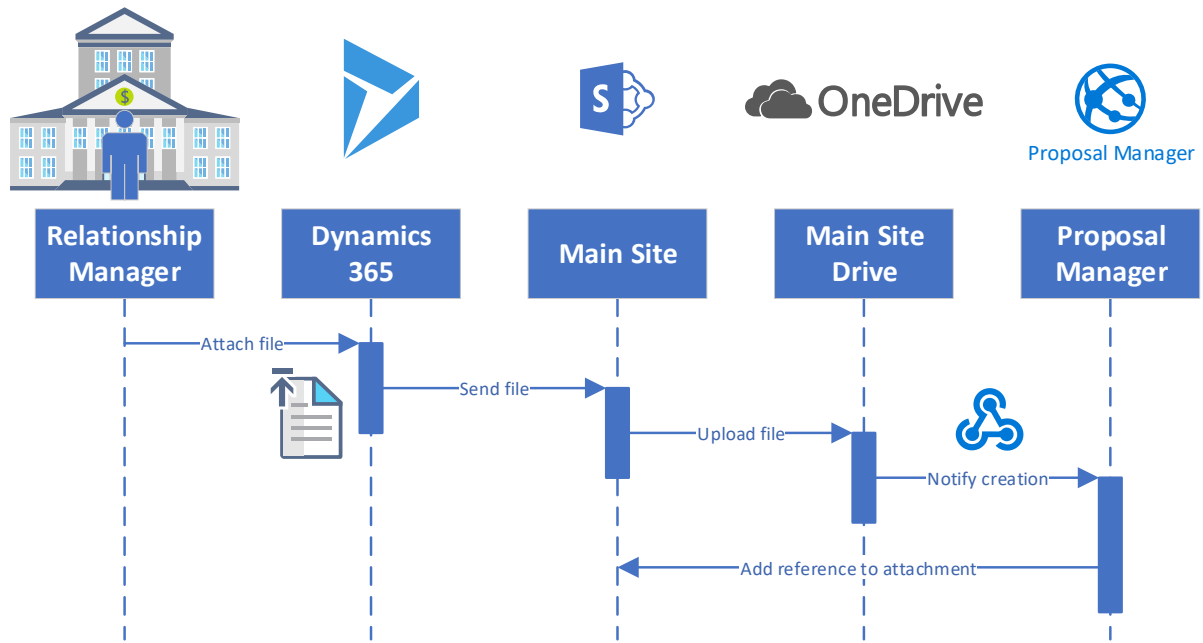 $
S
OneDrive
Proposal Manager
Relationship
Manager
Dynamics
365
Main Site
Main Site
Drive
Proposal
Manager
Attach file
Send file
Upload file
Notify creation
Add reference to attachment